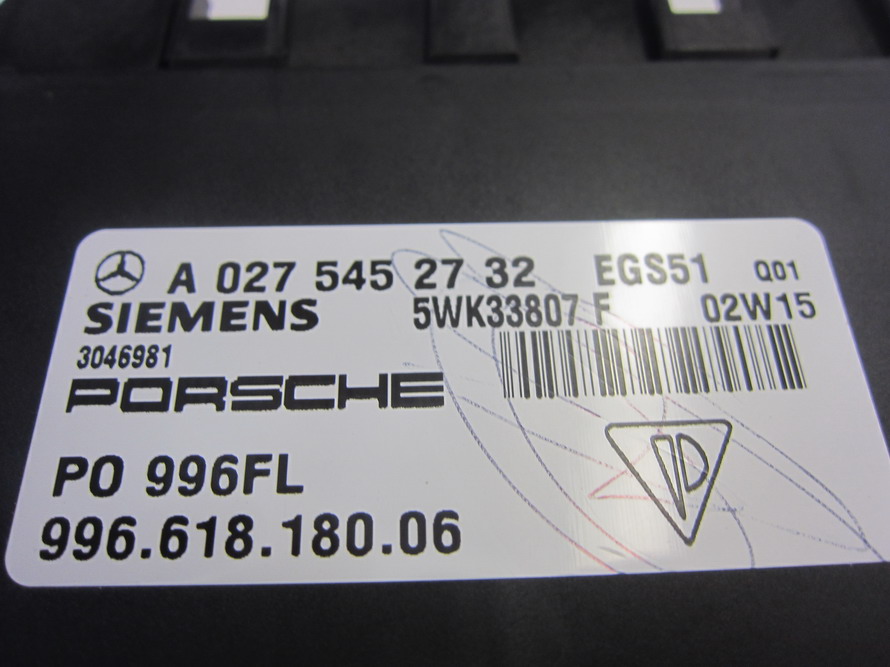 A 027 545 27 32 EGS51 Q01
SIEMENS 5WK33807 F 02W15
3046981
PORSCHE
PO 996FL
996.618.180.06